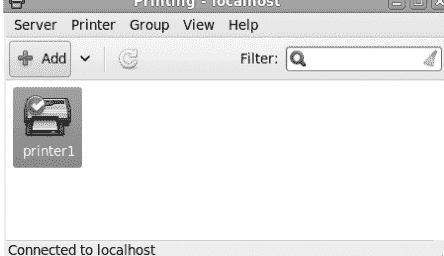 Printing - localhost
Server Printer Group View Help
Add Filter:
printer1
Connected to localhost